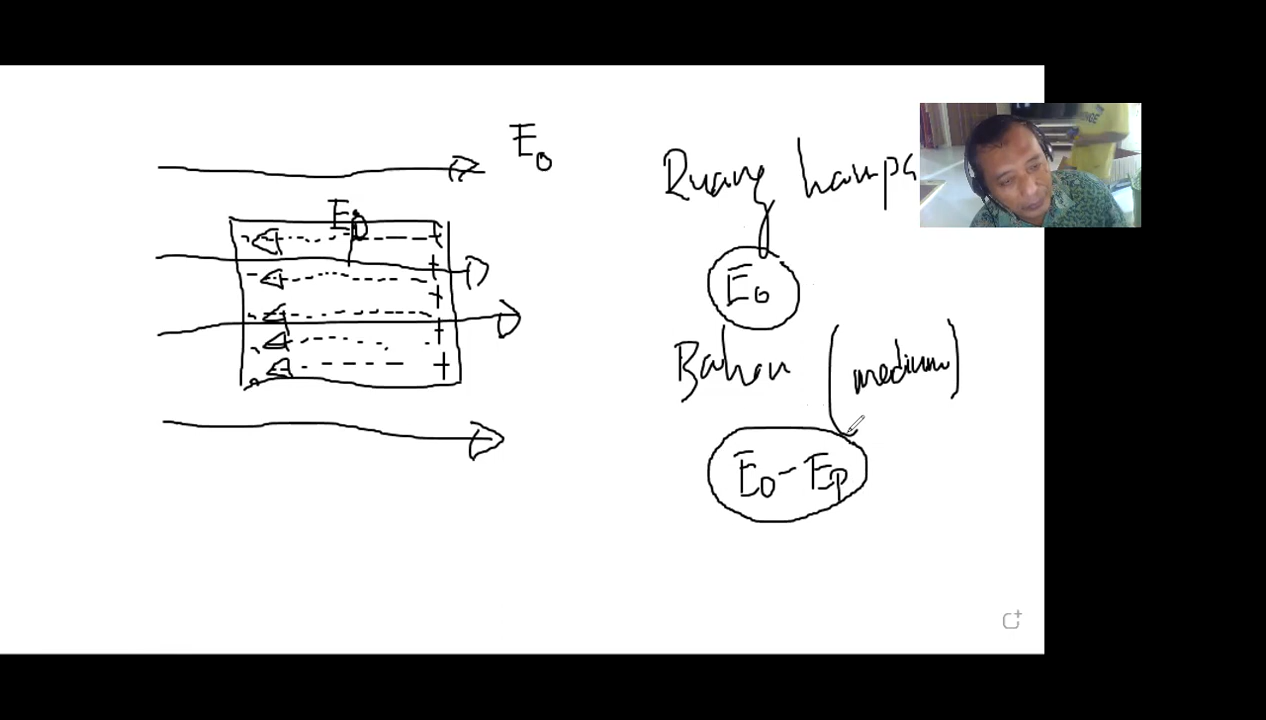 E₀
Ep
+
+
+
+
+
Ruang hampa
E₀
Bahan (medium)
E₀ - Ep